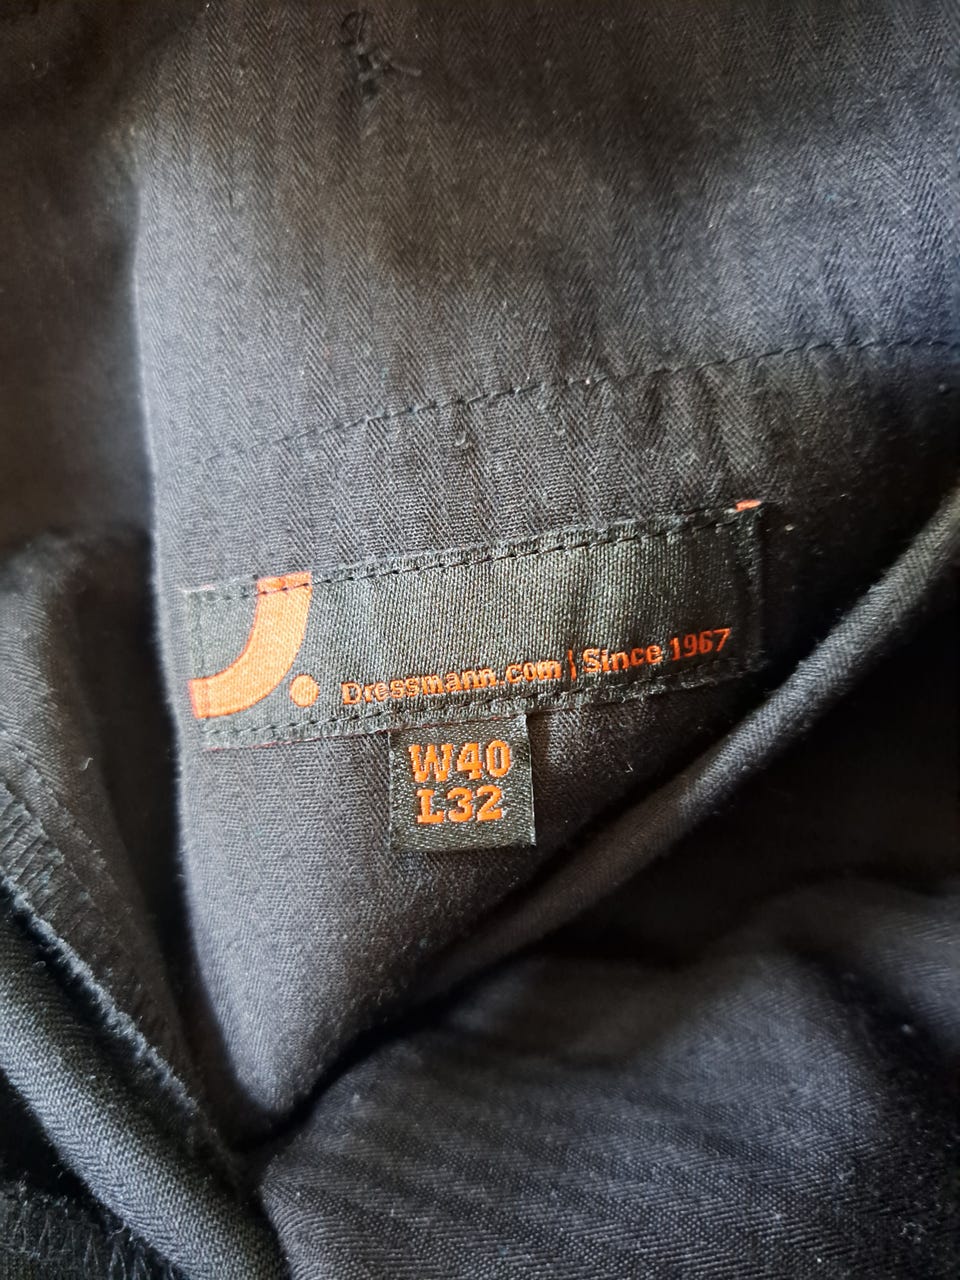 Dressmann.com | Since 1967
W40
L32